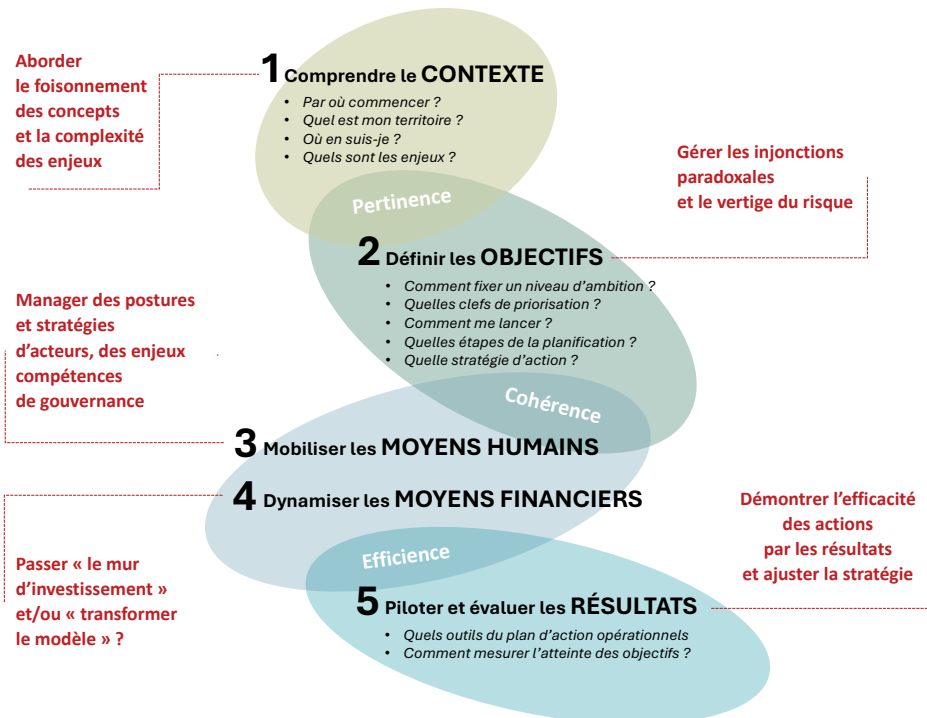 Aborder
le foisonnement
des concepts
et la complexité
des enjeux
1 Comprendre le CONTEXTE
• Par où commencer ?
• Quel est mon territoire ?
• Où en suis-je ?
• Quels sont les enjeux ?
Pertinence
Gérer les injonctions
paradoxales
et le vertige du risque
2 Définir les OBJECTIFS
• Comment fixer un niveau d'ambition ?
• Quelles clefs de priorisation ?
• Comment me lancer ?
• Quelles étapes de la planification ?
• Quelle stratégie d'action ?
Cohérence
Manager des postures
et stratégies
d'acteurs, des enjeux
compétences
de gouvernance
3 Mobiliser les MOYENS HUMAINS
4 Dynamiser les MOYENS FINANCIERS
Efficience
Passer « le mur
d'investissement »
et/ou « transformer
le modèle » ?
Démontrer l'efficacité
des actions
par les résultats
et ajuster la stratégie
5 Piloter et évaluer les RÉSULTATS
• Quels outils du plan d'action opérationnels
• Comment mesurer l'atteinte des objectifs ?